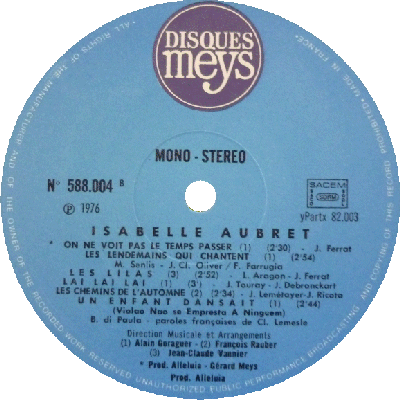 DISQUES
meys
MONO - STEREO
N° 588.004 B
℗ 1976
SACEM
SDRM
yPartx 82.003
ISABELLE AUBRET
* ON NE VOIT PAS LE TEMPS PASSER (1) (2'30) - J. Ferrat
LES LENDEMAINS QUI CHANTENT (1) (2'54)
M. Senlis - J. Cl. Oliver / F. Farrugia
LES LILAS (3) (2'52) - L. Aragon - J. Ferrat
LAI LAI LAI (1) (3') - J. Touray - J. Debronckart
LES CHEMINS DE L'AUTOMNE (2) (2'34) - J. Lemétayer-J. Ricota
UN ENFANT DANSAIT (1) (2'44)
(Violao Nao se Empresta A Ninguem)
B. di Paula - paroles françaises de Cl. Lemesle
Direction Musicale et Arrangements
(1) Alain Goraguer - (2) François Rauber
(3) Jean-Claude Vannier
* Prod. Alleluia - Gérard Meys
Prod. Alleluia
• ALL RIGHTS OF THE MANUFACTURER AND OF THE OWNER OF THE RECORDED WORK RESERVED UNAUTHORIZED PUBLIC PERFORMANCE BROADCASTING AND COPYING OF THIS RECORD PROHIBITED • MADE IN FRANCE •